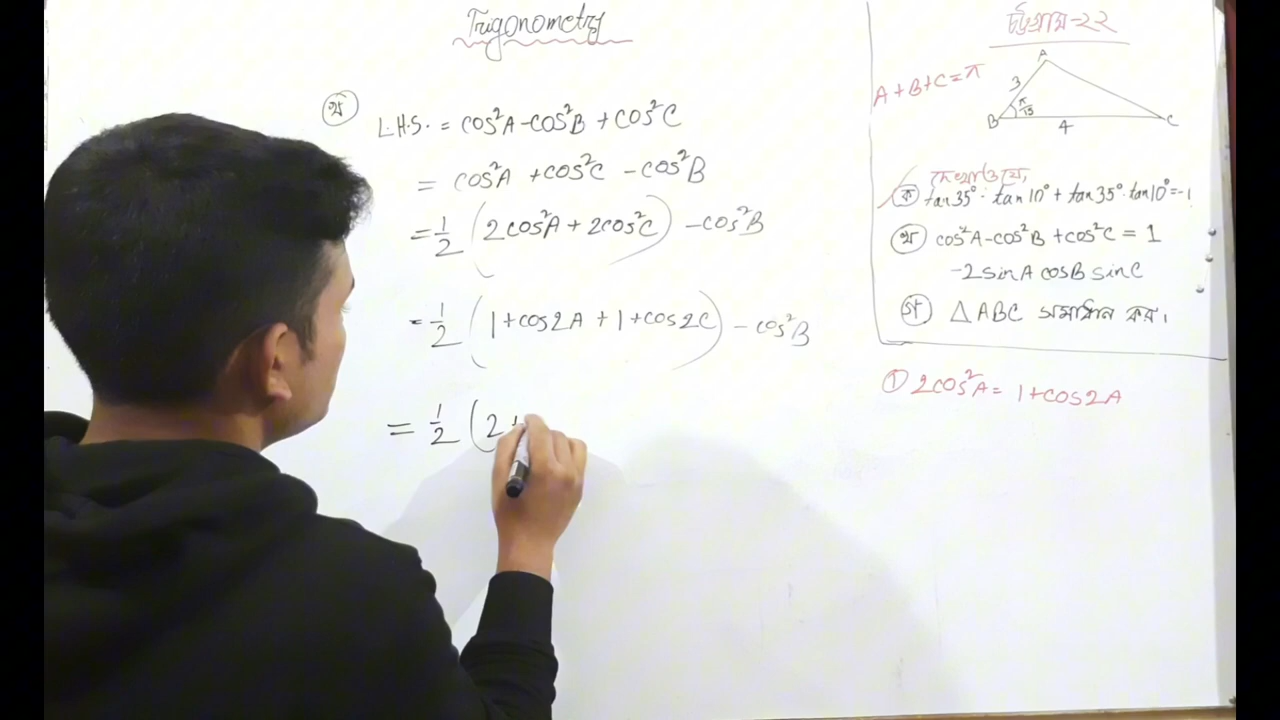 Trigonometry
খ
L.H.S. = cos²A - cos²B + cos²C
= cos²A + cos²C - cos²B
= 1/2 (2cos²A + 2cos²C) - cos²B
= 1/2 (1 + cos2A + 1 + cos2C) - cos²B
= 1/2 (2 +
চট্টগ্রাম-২২
A + B + C = π
A
3
B
π/15
4
C
দেখাও যে,
ক tan35°· tan10° + tan35°· tan10° = -1
খ cos²A - cos²B + cos²C = 1
-2 sinA cosB sinC
গ △ABC সমাধান কর।
① 2cos²A = 1 + cos2A